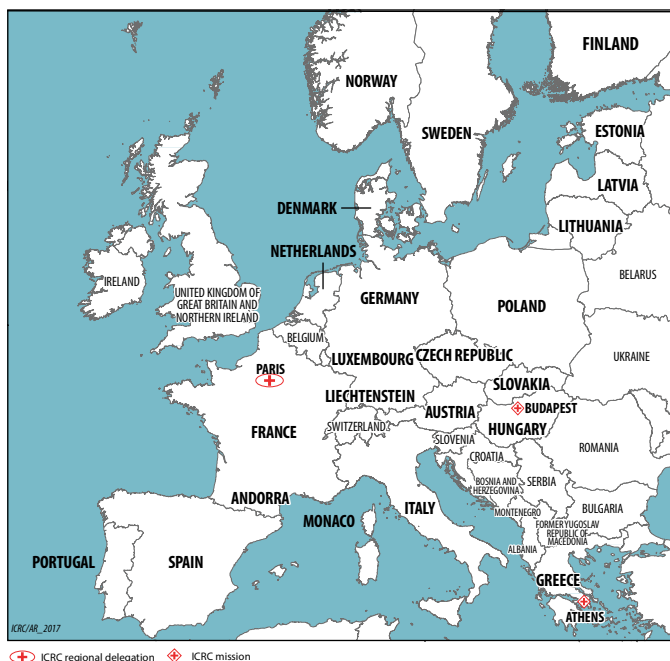 FINLAND
NORWAY
SWEDEN
ESTONIA
LATVIA
DENMARK
LITHUANIA
NETHERLANDS
IRELAND
BELARUS
UNITED KINGDOM OF
GREAT BRITAIN AND
NORTHERN IRELAND
GERMANY
POLAND
BELGIUM
LUXEMBOURG
CZECH REPUBLIC
UKRAINE
PARIS
SLOVAKIA
LIECHTENSTEIN
AUSTRIA
BUDAPEST
HUNGARY
FRANCE
SWITZERLAND
SLOVENIA
ROMANIA
CROATIA
BOSNIA AND
HERZEGOVINA
SERBIA
ANDORRA
MONACO
ITALY
MONTENEGRO
BULGARIA
FORMER YUGOSLAV
REPUBLIC OF
MACEDONIA
ALBANIA
PORTUGAL
SPAIN
GREECE
ATHENS
ICRC/AR_2017
ICRC regional delegation
ICRC mission